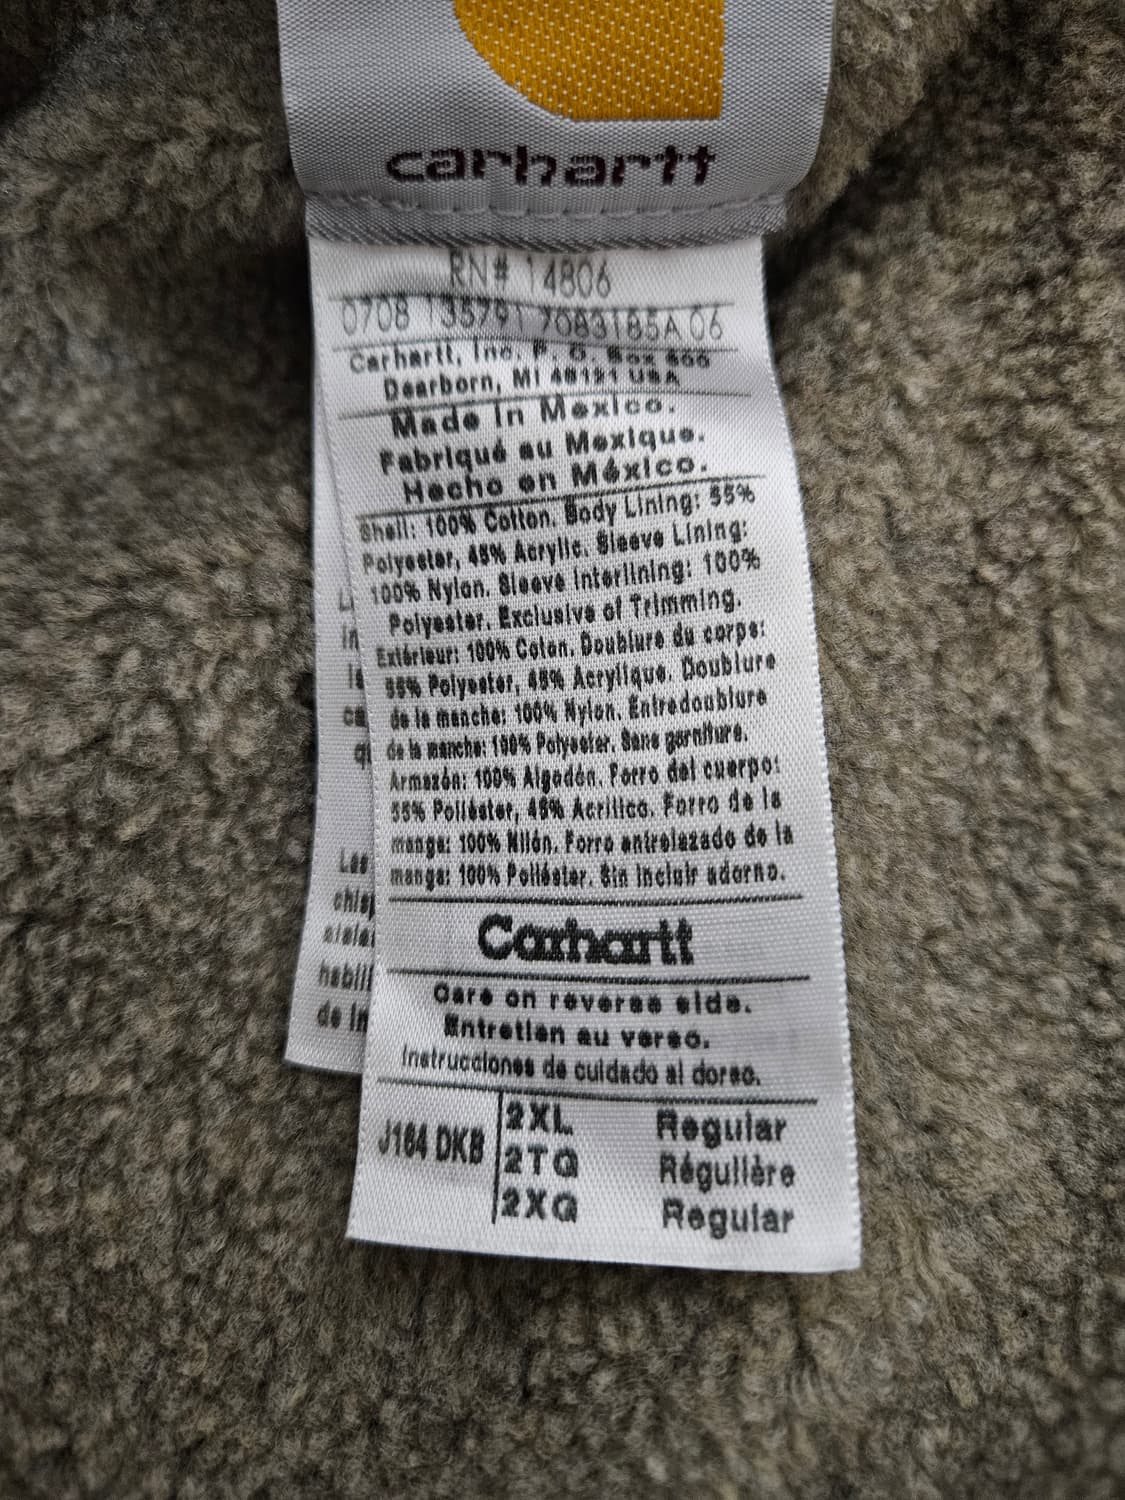 carhartt
RN# 14806
0708 135791 7083185A 06
Carhartt, Inc. P. O. Box 600
Dearborn, MI 48121 USA
Made in Mexico.
Fabriqué au Mexique.
Hecho en México.
Shell: 100% Cotton. Body Lining: 55%
Polyester, 45% Acrylic. Sleeve Lining:
100% Nylon. Sleeve Interlining: 100%
Polyester. Exclusive of Trimming.
Extérieur: 100% Coton. Doublure du corps:
55% Polyester, 45% Acrylique. Doublure
de la manche: 100% Nylon. Entredoublure
de la manche: 100% Polyester. Sans garniture.
Armazón: 100% Algodón. Forro del cuerpo:
55% Poliéster, 45% Acrílico. Forro de la
manga: 100% Nilón. Forro entrelazado de la
manga: 100% Poliéster. Sin incluir adorno.
Carhartt
Care on reverse side.
Entretien au verso.
Instrucciones de cuidado al dorso.
J164 DKB
2XL Regular
2TG Régulière
2XG Regular
Las
de